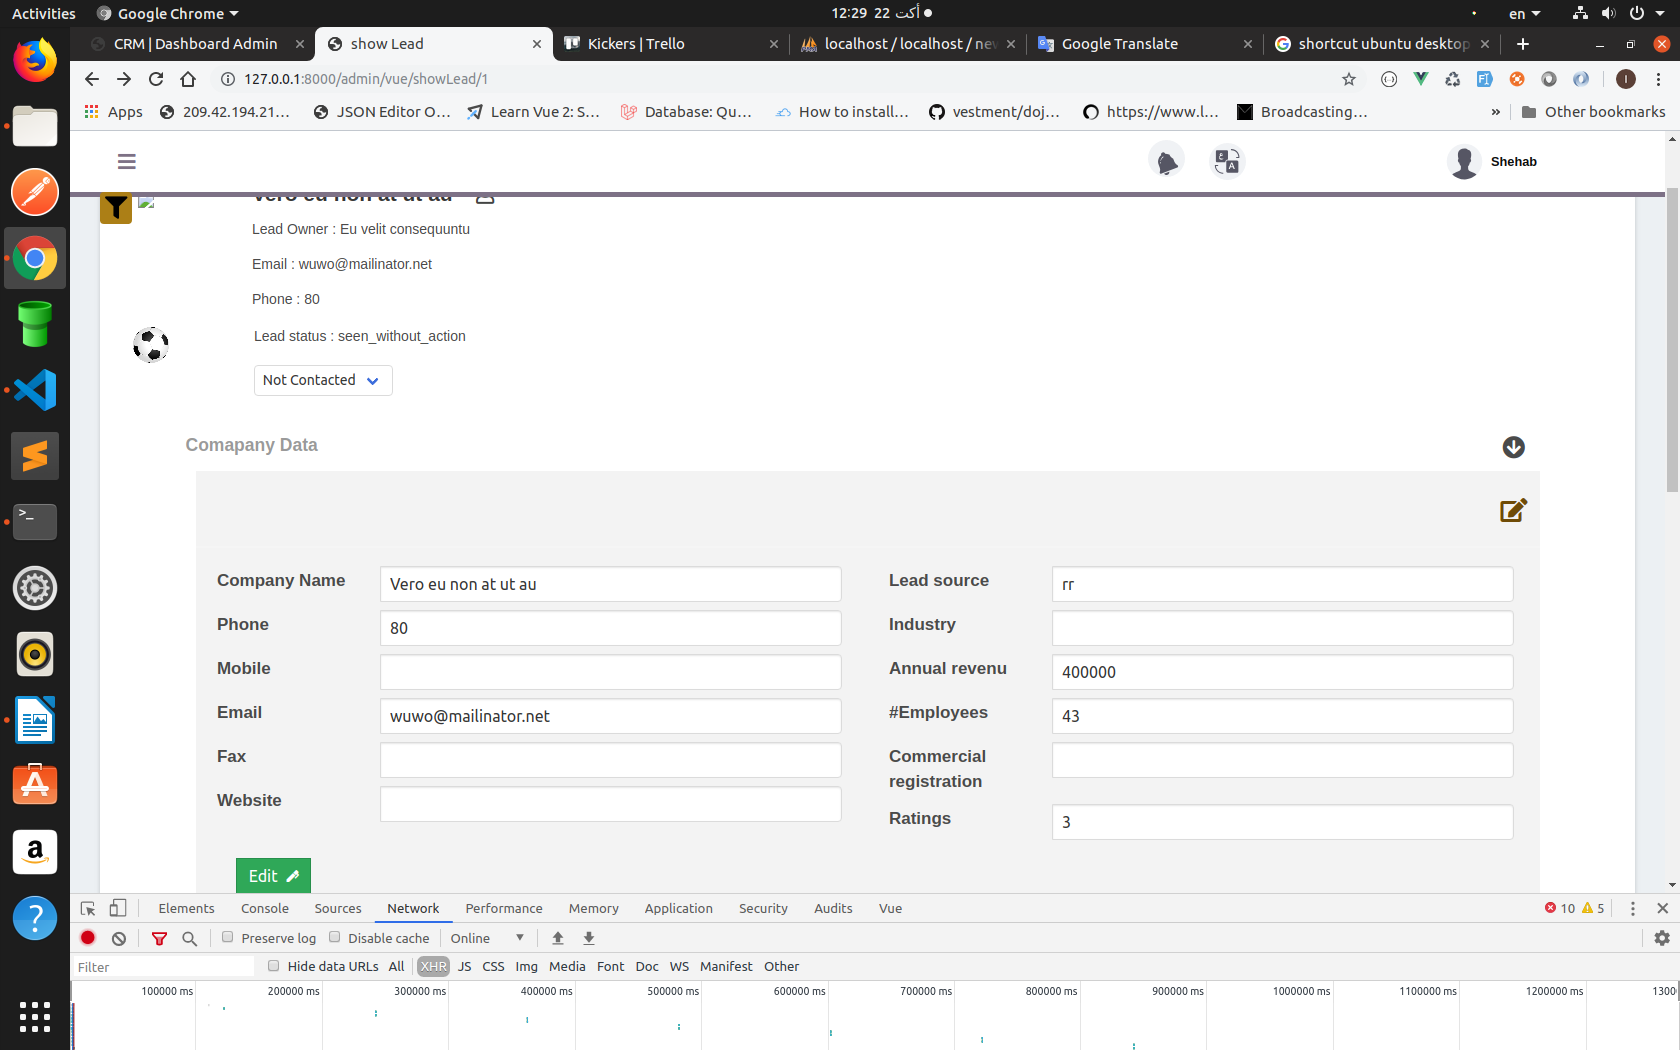 Activities Google Chrome 12:29 22 أكت en
CRM | Dashboard Admin show Lead Kickers | Trello localhost / localhost / nev Google Translate shortcut ubuntu desktop
127.0.0.1:8000/admin/vue/showLead/1
Apps 209.42.194.21... JSON Editor O... Learn Vue 2: S... Database: Qu... How to install... vestment/doj... https://www.l... Broadcasting... » Other bookmarks
Shehab
Vero eu non at ut au
Lead Owner : Eu velit consequuntu
Email : wuwo@mailinator.net
Phone : 80
Lead status : seen_without_action
Not Contacted
Comapany Data
Company Name Vero eu non at ut au Lead source rr
Phone 80 Industry
Mobile Annual revenu 400000
Email wuwo@mailinator.net #Employees 43
Fax Commercial registration
Website Ratings 3
Edit
Elements Console Sources Network Performance Memory Application Security Audits Vue 10 5
Preserve log Disable cache Online
Filter Hide data URLs All XHR JS CSS Img Media Font Doc WS Manifest Other
100000 ms 200000 ms 300000 ms 400000 ms 500000 ms 600000 ms 700000 ms 800000 ms 900000 ms 1000000 ms 1100000 ms 1200000 ms 1300